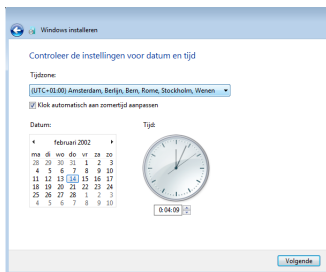 Windows installeren
Controleer de instellingen voor datum en tijd
Tijdzone:
(UTC+01:00) Amsterdam, Berlijn, Bern, Rome, Stockholm, Wenen
Klok automatisch aan zomertijd aanpassen
Datum:
Tijd:
februari 2002
ma di wo do vr za zo
28 29 30 31 1 2 3
4 5 6 7 8 9 10
11 12 13 14 15 16 17
18 19 20 21 22 23 24
25 26 27 28 1 2 3
4 5 6 7 8 9 10
0:04:09
Volgende